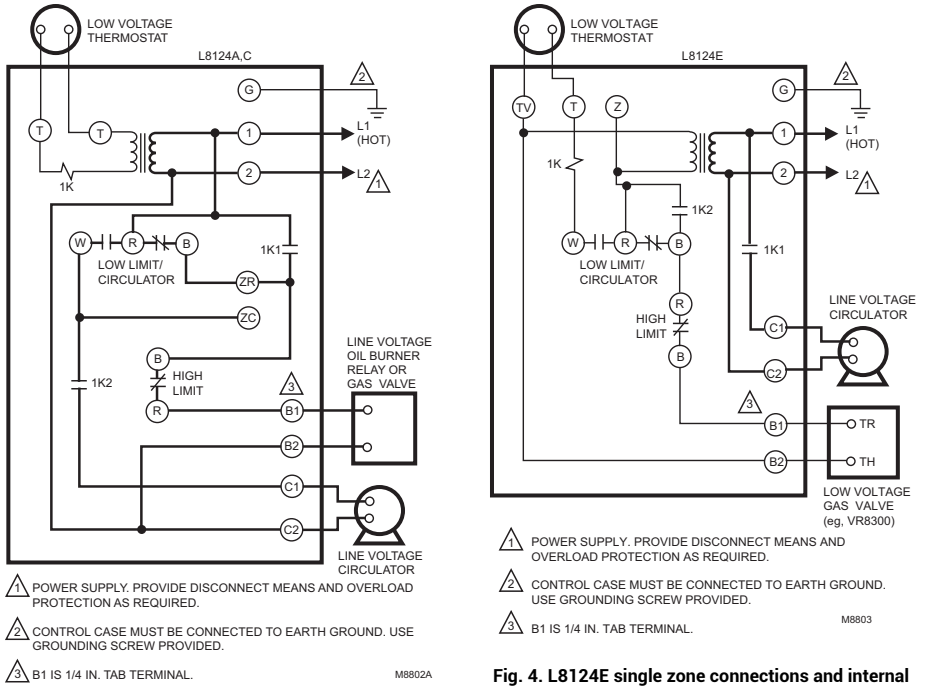 LOW VOLTAGE
THERMOSTAT
L8124A,C
2
G
T
T
1
L1
(HOT)
1K
2
L2
1
W
R
B
1K1
LOW LIMIT/
CIRCULATOR
ZR
ZC
LINE VOLTAGE
OIL BURNER
RELAY OR
GAS VALVE
B
1K2
HIGH
LIMIT
3
R
B1
B2
C1
C2
LINE VOLTAGE
CIRCULATOR
1 POWER SUPPLY. PROVIDE DISCONNECT MEANS AND OVERLOAD
PROTECTION AS REQUIRED.
2 CONTROL CASE MUST BE CONNECTED TO EARTH GROUND. USE
GROUNDING SCREW PROVIDED.
3 B1 IS 1/4 IN. TAB TERMINAL.
M8802A
LOW VOLTAGE
THERMOSTAT
L8124E
2
G
TV
T
Z
1
L1
(HOT)
1K
2
L2
1
1K2
W
R
B
1K1
LOW LIMIT/
CIRCULATOR
R
LINE VOLTAGE
CIRCULATOR
HIGH
LIMIT
C1
B
C2
3
B1
TR
B2
TH
LOW VOLTAGE
GAS VALVE
(eg, VR8300)
1 POWER SUPPLY. PROVIDE DISCONNECT MEANS AND
OVERLOAD PROTECTION AS REQUIRED.
2 CONTROL CASE MUST BE CONNECTED TO EARTH GROUND.
USE GROUNDING SCREW PROVIDED.
3 B1 IS 1/4 IN. TAB TERMINAL.
M8803
Fig. 4. L8124E single zone connections and internal